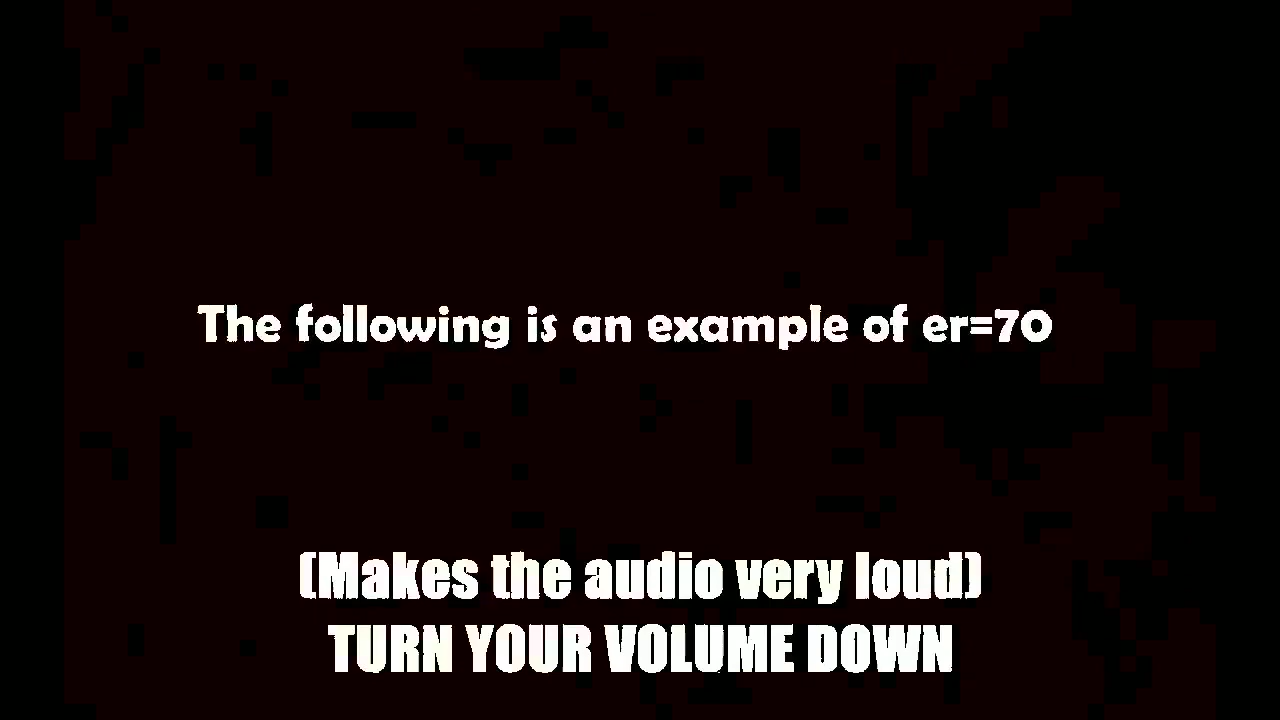 The following is an example of er=70
(Makes the audio very loud)
TURN YOUR VOLUME DOWN